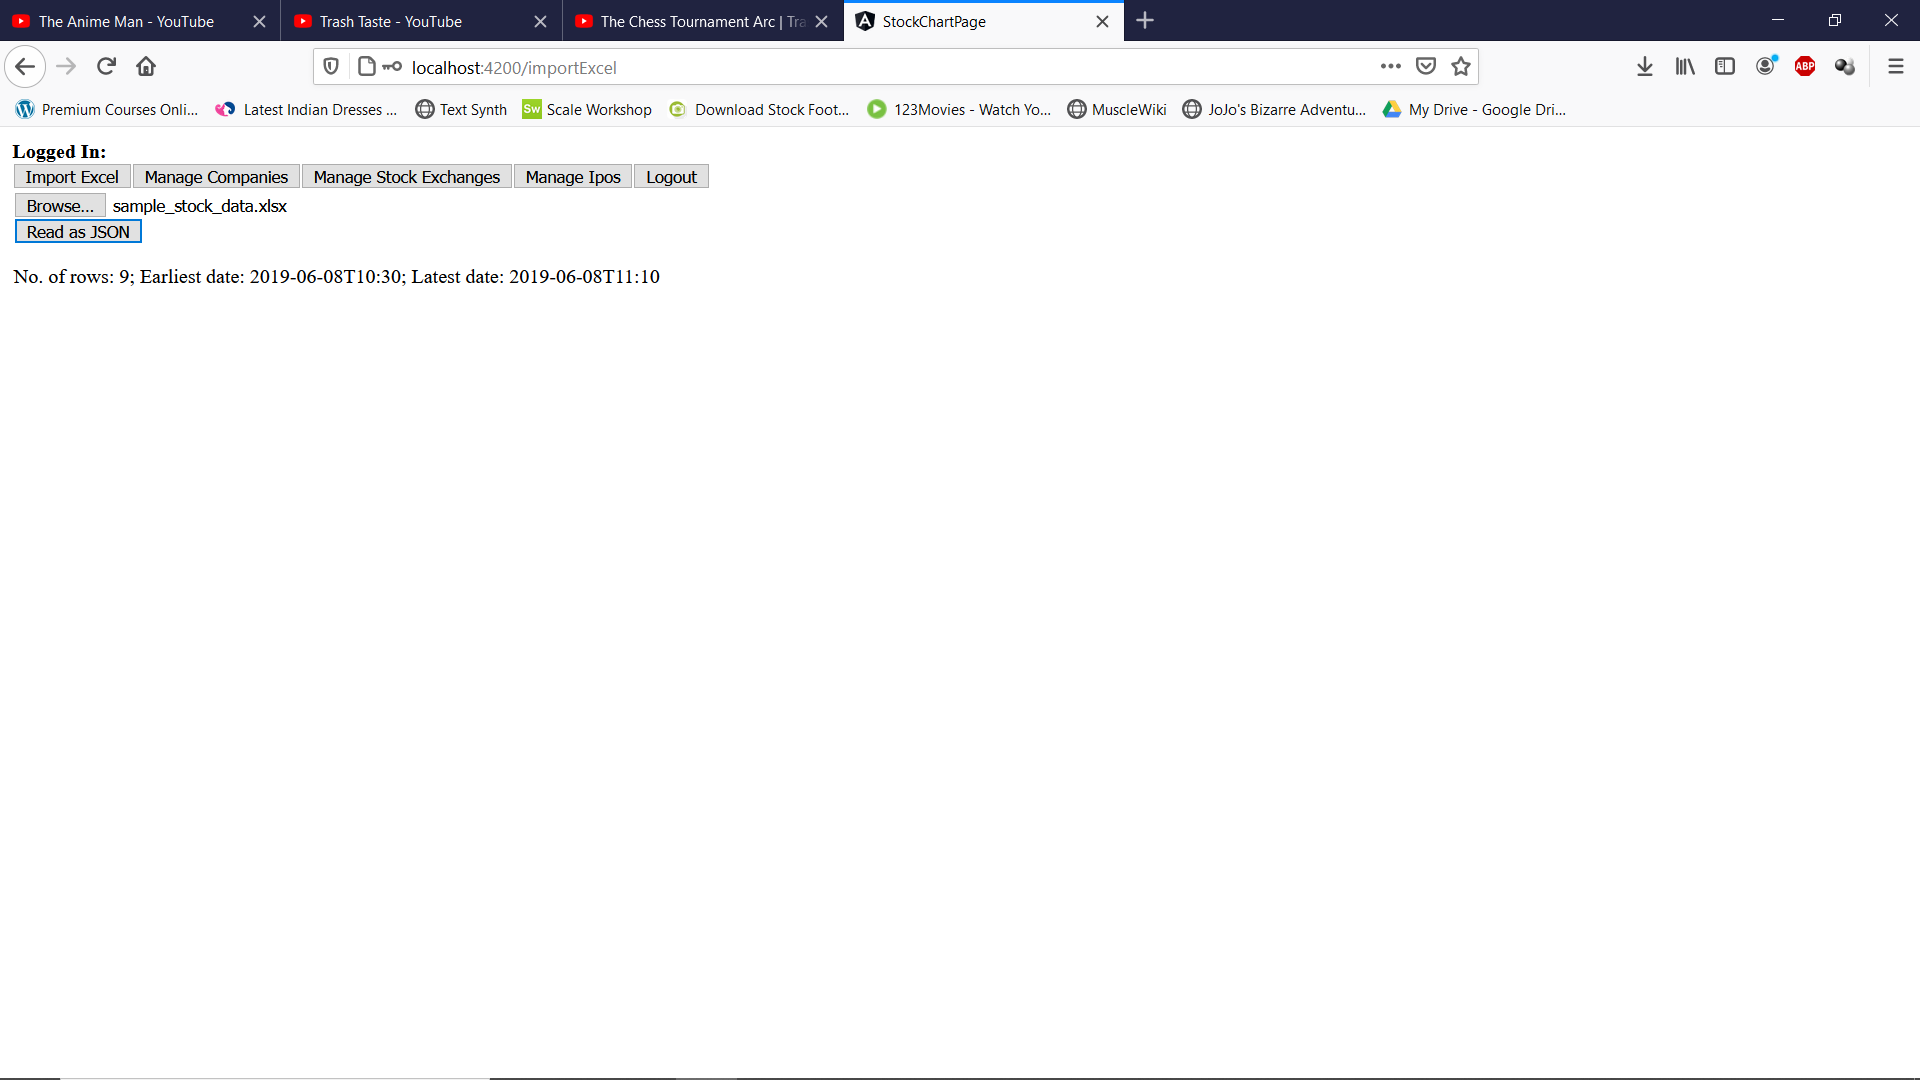 The Anime Man - YouTube
Trash Taste - YouTube
The Chess Tournament Arc | Tra
StockChartPage
localhost:4200/importExcel
ABP
Premium Courses Onli...
Latest Indian Dresses ...
Text Synth
Sw Scale Workshop
Download Stock Foot...
123Movies - Watch Yo...
MuscleWiki
JoJo's Bizarre Adventu...
My Drive - Google Dri...
Logged In:
Import Excel Manage Companies Manage Stock Exchanges Manage Ipos Logout
Browse... sample_stock_data.xlsx
Read as JSON
No. of rows: 9; Earliest date: 2019-06-08T10:30; Latest date: 2019-06-08T11:10